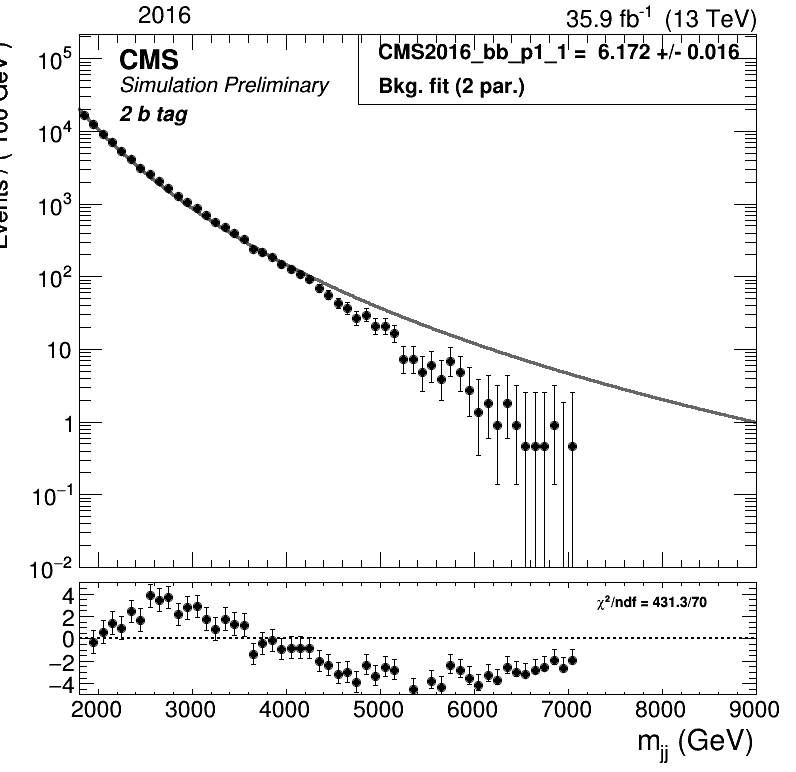 2016 35.9 fb⁻¹ (13 TeV)
CMS
Simulation Preliminary
2 b tag
CMS2016_bb_p1_1 = 6.172 +/- 0.016
Bkg. fit (2 par.)
10⁵
10⁴
10³
10²
10
1
10⁻¹
10⁻²
χ²/ndf = 431.3/70
4
2
0
−2
−4
2000 3000 4000 5000 6000 7000 8000 9000
m_jj (GeV)